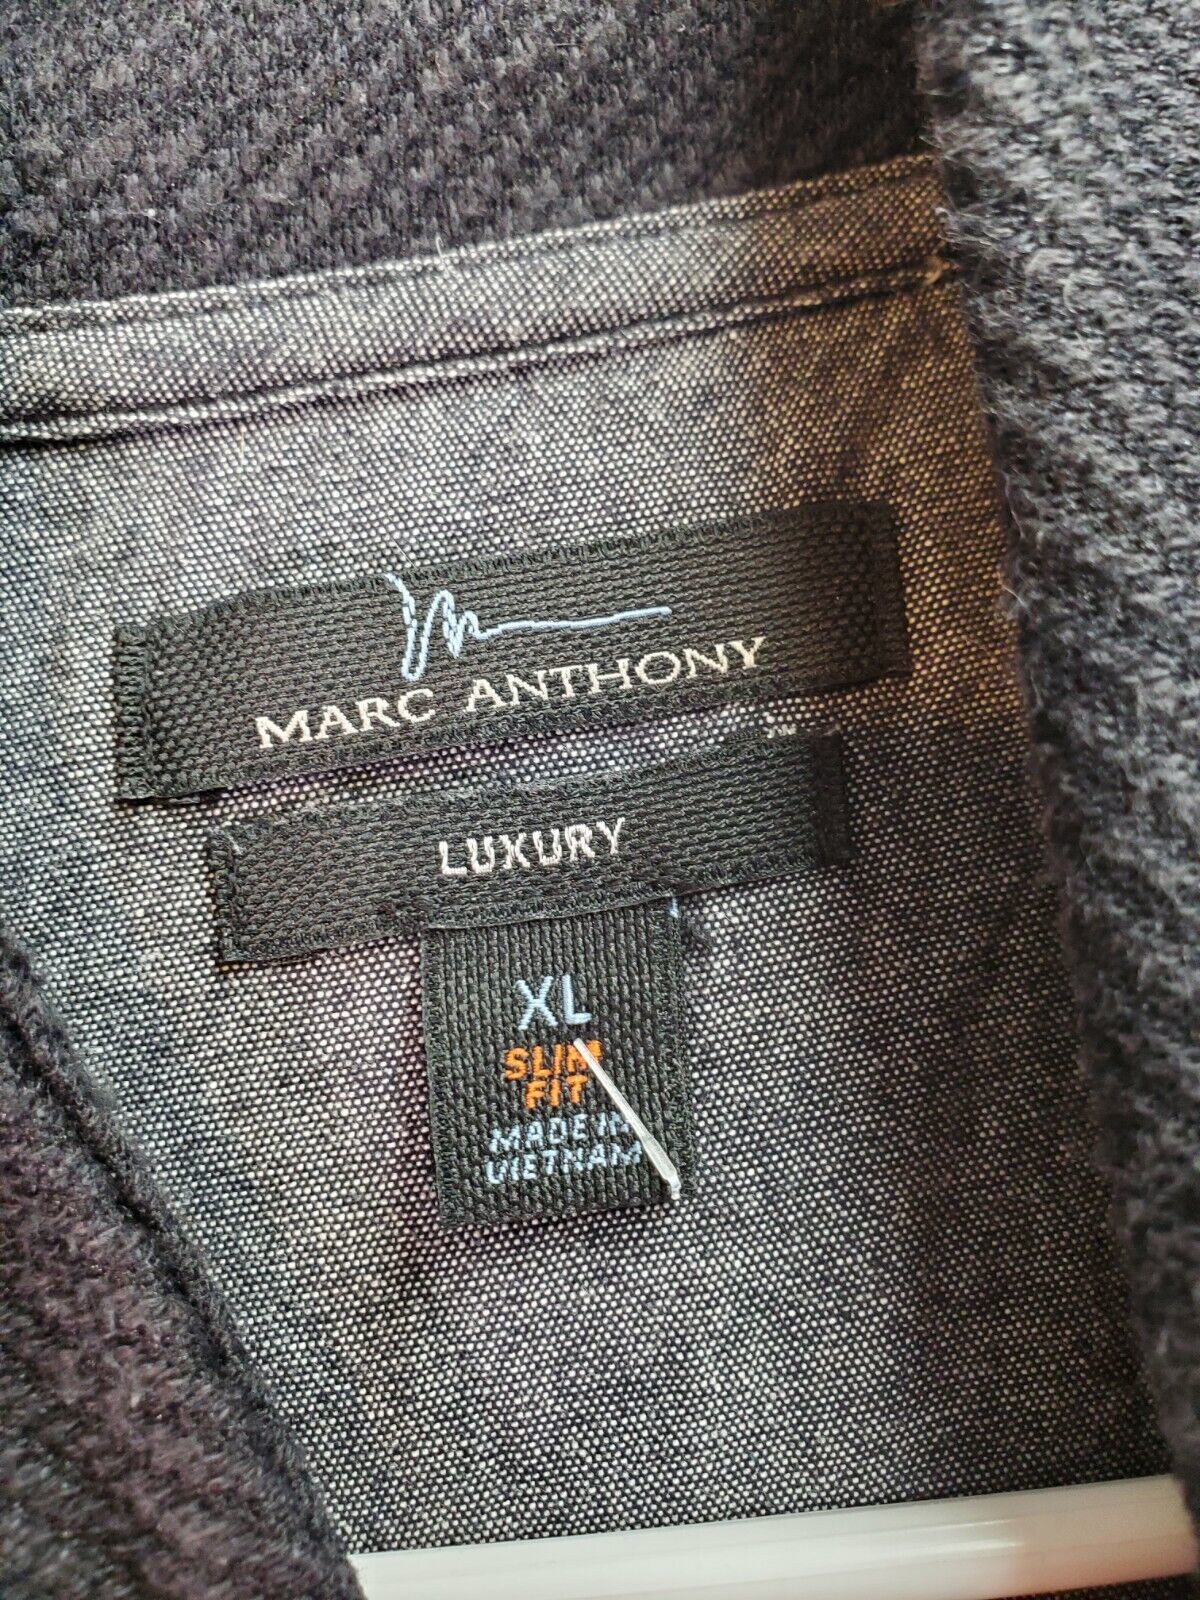 MARC ANTHONY
LUXURY
XL
SLIM
FIT
MADE IN
VIETNAM